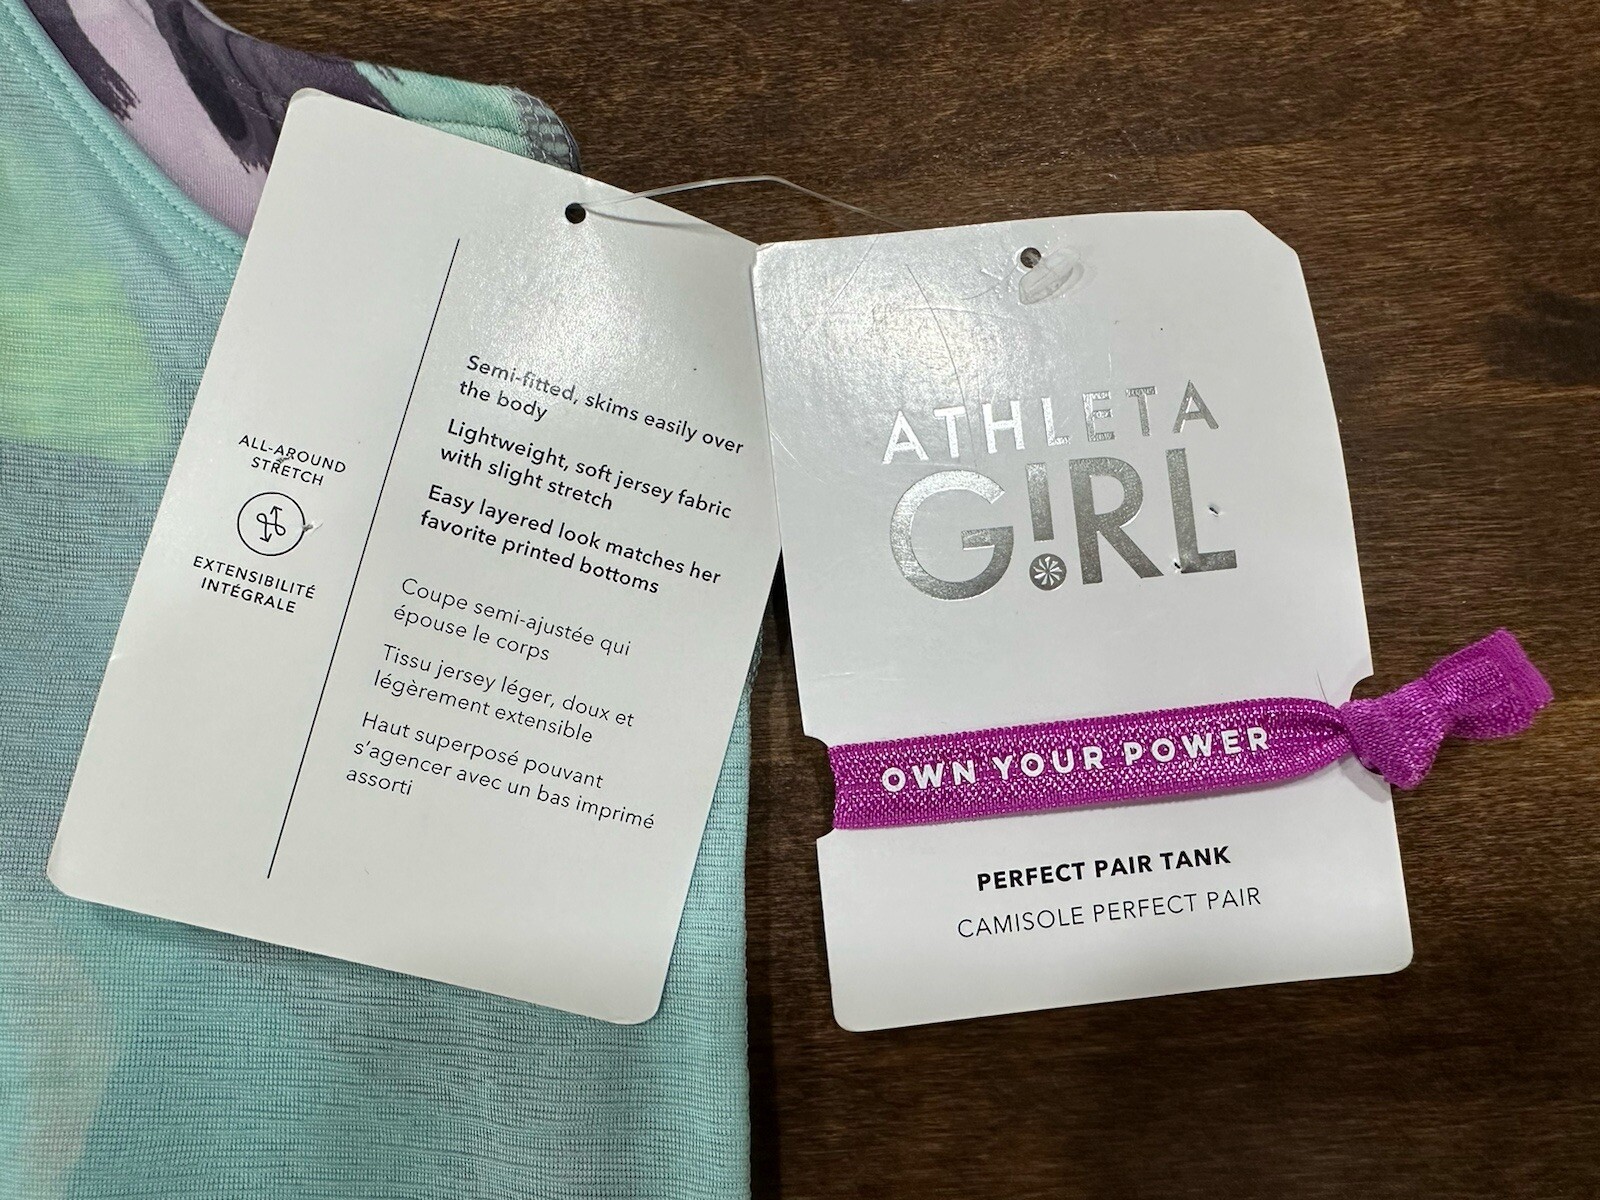 ALL-AROUND
STRETCH
EXTENSIBILITÉ
INTÉGRALE
Semi-fitted, skims easily over
the body
Lightweight, soft jersey fabric
with slight stretch
Easy layered look matches her
favorite printed bottoms
Coupe semi-ajustée qui
épouse le corps
Tissu jersey léger, doux et
légèrement extensible
Haut superposé pouvant
s'agencer avec un bas imprimé
assorti
ATHLETA
G!RL
OWN YOUR POWER
PERFECT PAIR TANK
CAMISOLE PERFECT PAIR